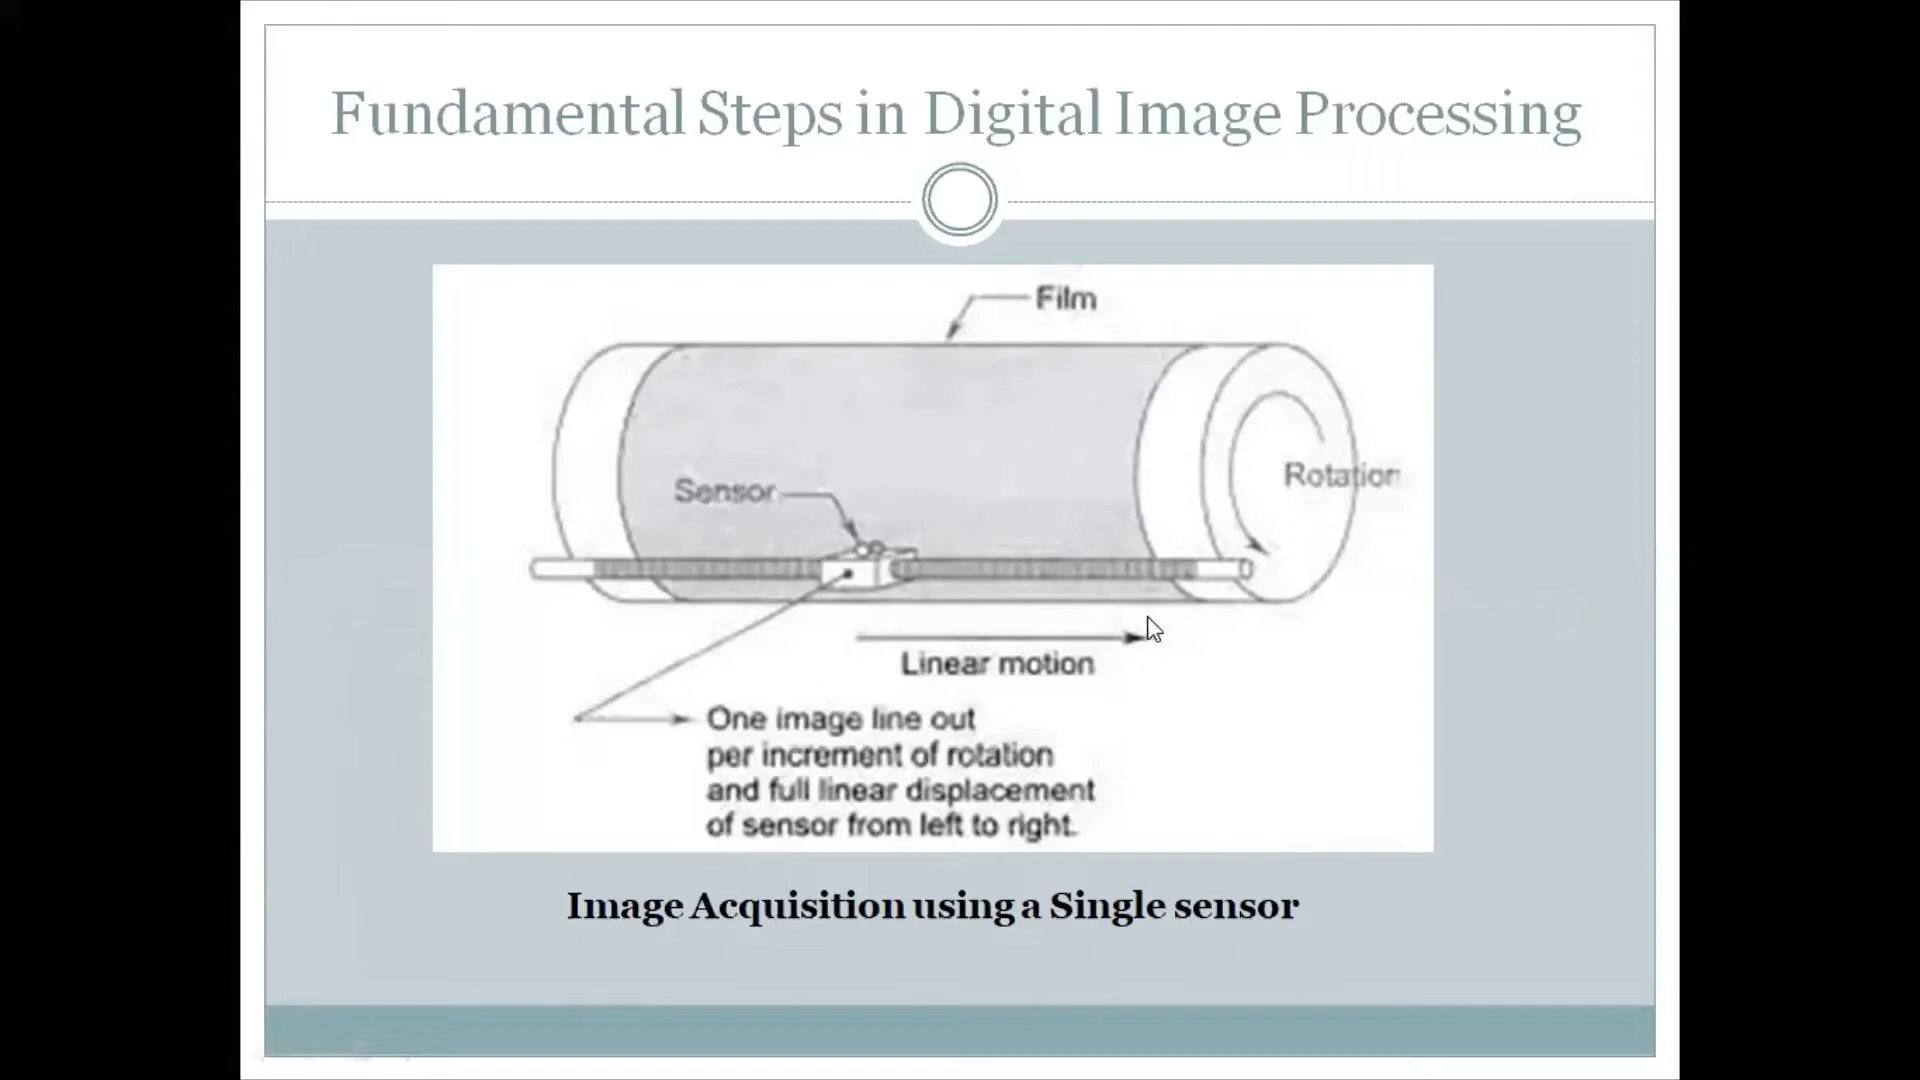 Fundamental Steps in Digital Image Processing
Film
Sensor
Rotation
Linear motion
One image line out
per increment of rotation
and full linear displacement
of sensor from left to right.
Image Acquisition using a Single sensor